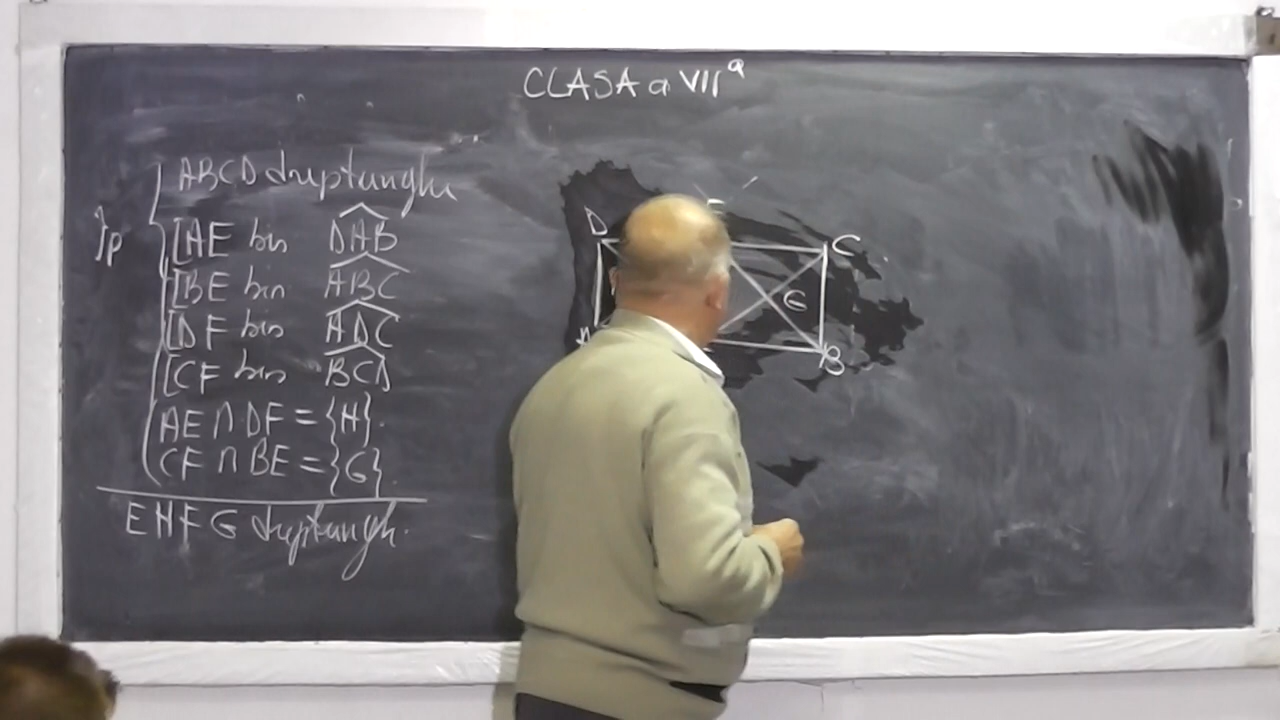 CLASA a VII a
ABCD dreptunghi
Ip
[AE bis DAB
[BE bis ABC
[DF bis ADC
[CF bis BCD
AE ∩ DF = {H}.
CF ∩ BE = {G}
EHFG dreptungh.
D
C
G
B